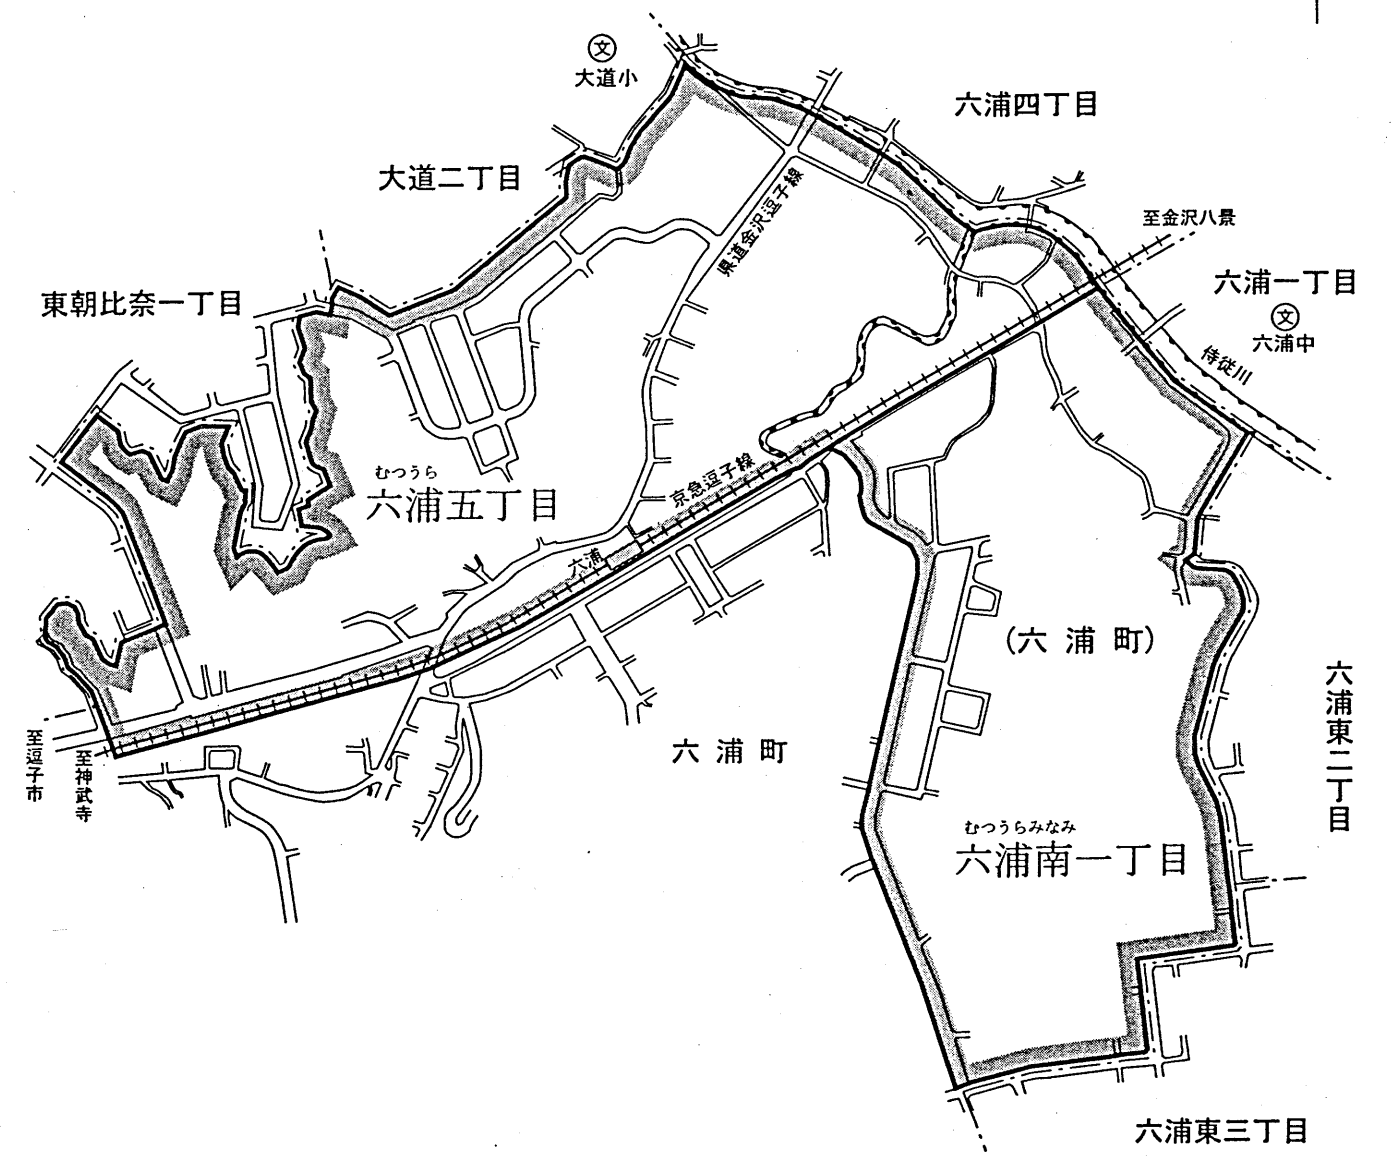 文
大道小
六浦四丁目
大道二丁目
県道金沢逗子線
至金沢八景
六浦一丁目
文
六浦中
侍従川
東朝比奈一丁目
むつうら
六浦五丁目
京急逗子線
六浦
(六浦町)
六浦東二丁目
六浦町
至逗子市
至神武寺
むつうらみなみ
六浦南一丁目
六浦東三丁目